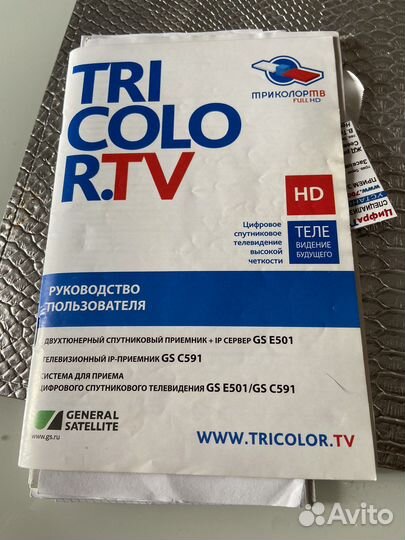 TRI
COLO
R.TV
ТРИКОЛОРТВ
FULL HD
HD
Цифровое
спутниковое
телевидение
высокой
четкости
ТЕЛЕ
ВИДЕНИЕ
БУДУЩЕГО
РУКОВОДСТВО
ПОЛЬЗОВАТЕЛЯ
ДВУХТЮНЕРНЫЙ СПУТНИКОВЫЙ ПРИЕМНИК + IP СЕРВЕР GS E501
ТЕЛЕВИЗИОННЫЙ IP-ПРИЕМНИК GS C591
СИСТЕМА ДЛЯ ПРИЕМА
ЦИФРОВОГО СПУТНИКОВОГО ТЕЛЕВИДЕНИЯ GS E501/GS C591
GENERAL
SATELLITE
www.gs.ru
WWW.TRICOLOR.TV
Avito